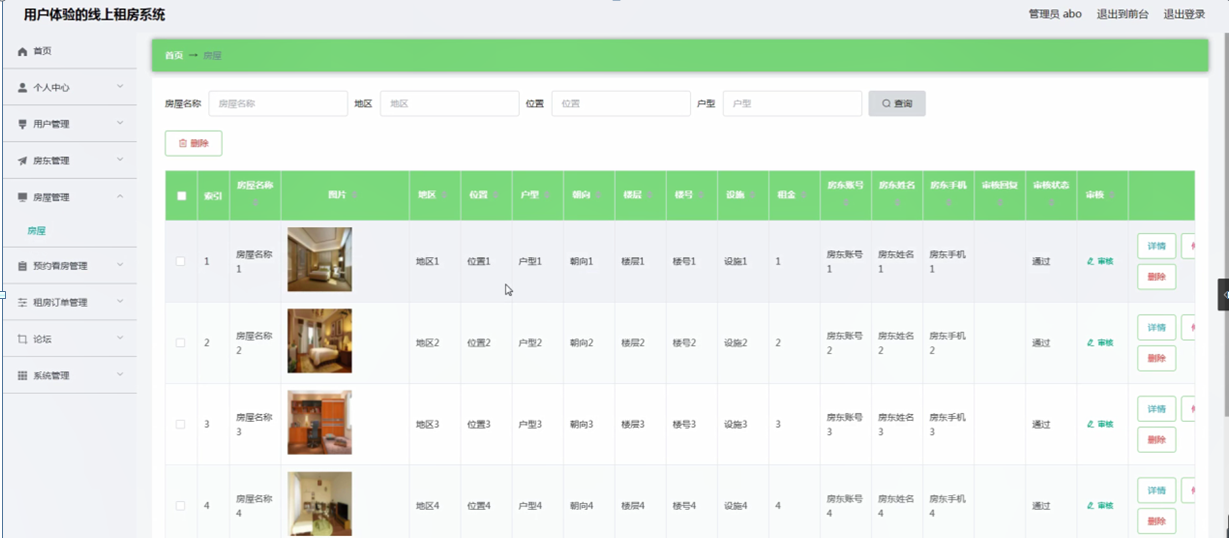 用户体验的线上租房系统
管理员 abo 退出到前台 退出登录
首页
个人中心
用户管理
房东管理
房屋管理
房屋
预约看房管理
租房订单管理
论坛
系统管理
首页 → 房屋
房屋名称 房屋名称 地区 地区 位置 位置 户型 户型 查询
删除
索引 房屋名称 图片 地区 位置 户型 朝向 楼层 楼号 设施 租金 房东账号 房东姓名 房东手机 审核回复 审核状态 审核
1 房屋名称1 地区1 位置1 户型1 朝向1 楼层1 楼号1 设施1 1 房东账号1 房东姓名1 房东手机1 通过 审核 详情
删除
2 房屋名称2 地区2 位置2 户型2 朝向2 楼层2 楼号2 设施2 2 房东账号2 房东姓名2 房东手机2 通过 审核 详情
删除
3 房屋名称3 地区3 位置3 户型3 朝向3 楼层3 楼号3 设施3 3 房东账号3 房东姓名3 房东手机3 通过 审核 详情
删除
4 房屋名称4 地区4 位置4 户型4 朝向4 楼层4 楼号4 设施4 4 房东账号4 房东姓名4 房东手机4 通过 审核 详情
删除